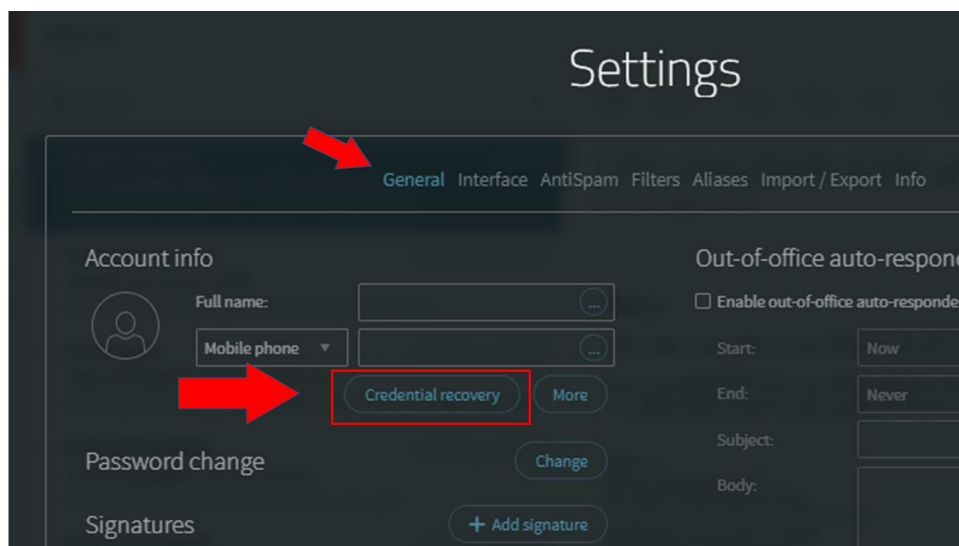 Settings
General Interface AntiSpam Filters Aliases Import / Export Info
Account info
Full name:
...
Mobile phone
...
Credential recovery
More
Password change
Change
Signatures
+ Add signature
Out-of-office auto-respon
Enable out-of-office auto-responde
Start:
Now
End:
Never
Subject:
Body: